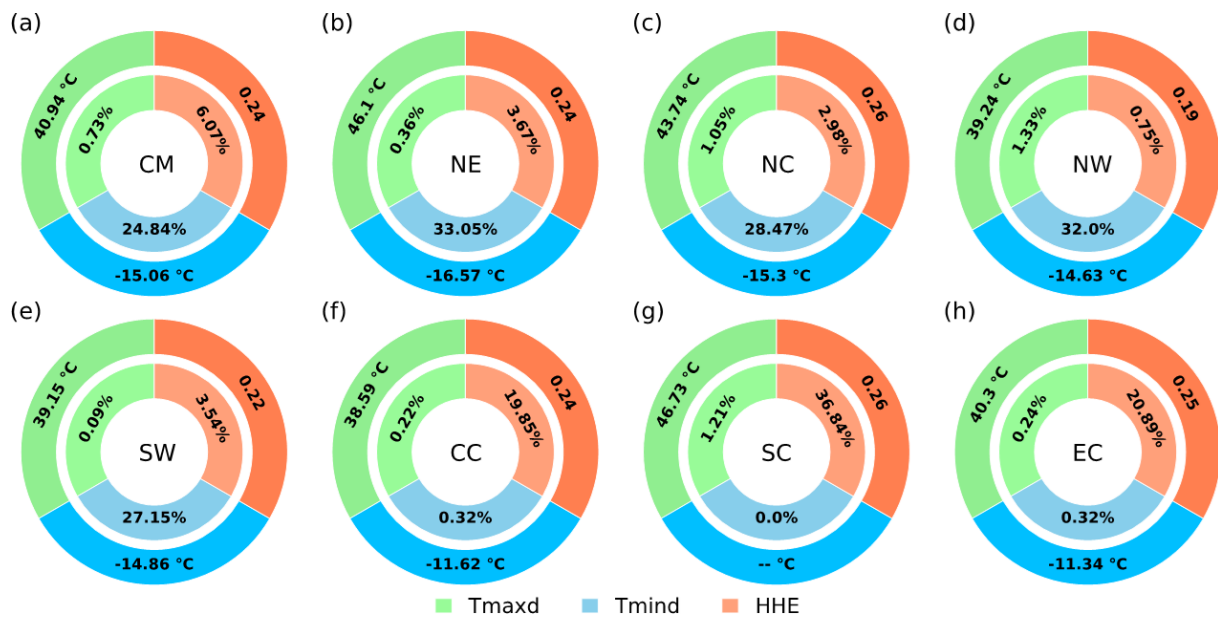 (a)
40.94 °C
0.24
0.73%
6.07%
CM
24.84%
-15.06 °C
(b)
46.1 °C
0.24
0.36%
3.67%
NE
33.05%
-16.57 °C
(c)
43.74 °C
0.26
1.05%
2.98%
NC
28.47%
-15.3 °C
(d)
39.24 °C
0.19
1.33%
0.75%
NW
32.0%
-14.63 °C
(e)
39.15 °C
0.22
0.09%
3.54%
SW
27.15%
-14.86 °C
(f)
38.59 °C
0.24
0.22%
19.85%
CC
0.32%
-11.62 °C
(g)
46.73 °C
0.26
1.21%
36.84%
SC
0.0%
-- °C
(h)
40.3 °C
0.25
0.24%
20.89%
EC
0.32%
-11.34 °C
Tmaxd Tmind HHE